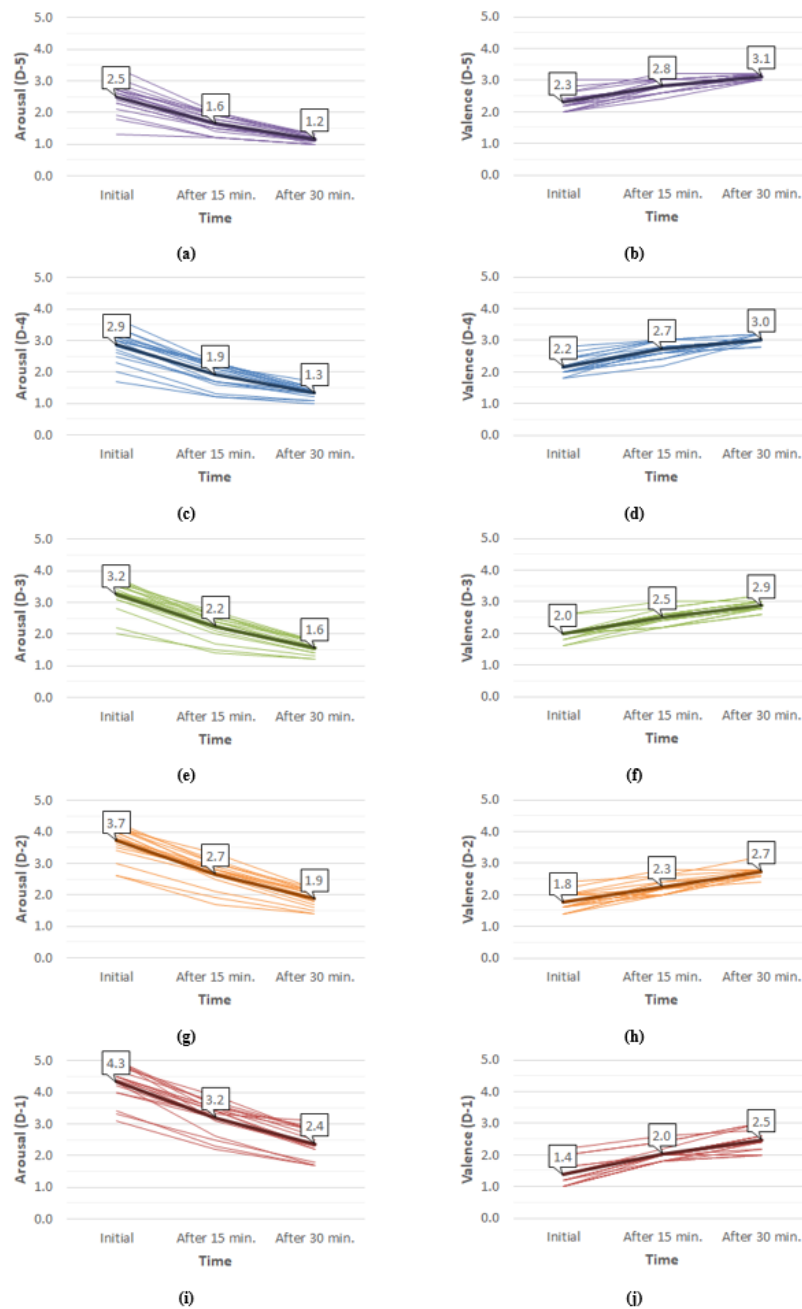 5.0 5.0
4.0 4.0
3.0 3.0
2.0 2.0
1.0 1.0
0.0 0.0
Arousal (D-5) Valence (D-5)
2.5 1.6 1.2 2.3 2.8 3.1
Initial After 15 min. After 30 min. Initial After 15 min. After 30 min.
Time Time
(a) (b)
5.0 5.0
4.0 4.0
3.0 3.0
2.0 2.0
1.0 1.0
0.0 0.0
Arousal (D-4) Valence (D-4)
2.9 1.9 1.3 2.2 2.7 3.0
Initial After 15 min. After 30 min. Initial After 15 min. After 30 min.
Time Time
(c) (d)
5.0 5.0
4.0 4.0
3.0 3.0
2.0 2.0
1.0 1.0
0.0 0.0
Arousal (D-3) Valence (D-3)
3.2 2.2 1.6 2.0 2.5 2.9
Initial After 15 min. After 30 min. Initial After 15 min. After 30 min.
Time Time
(e) (f)
5.0 5.0
4.0 4.0
3.0 3.0
2.0 2.0
1.0 1.0
0.0 0.0
Arousal (D-2) Valence (D-2)
3.7 2.7 1.9 1.8 2.3 2.7
Initial After 15 min. After 30 min. Initial After 15 min. After 30 min.
Time Time
(g) (h)
5.0 5.0
4.0 4.0
3.0 3.0
2.0 2.0
1.0 1.0
0.0 0.0
Arousal (D-1) Valence (D-1)
4.3 3.2 2.4 1.4 2.0 2.5
Initial After 15 min. After 30 min. Initial After 15 min. After 30 min.
Time Time
(i) (j)